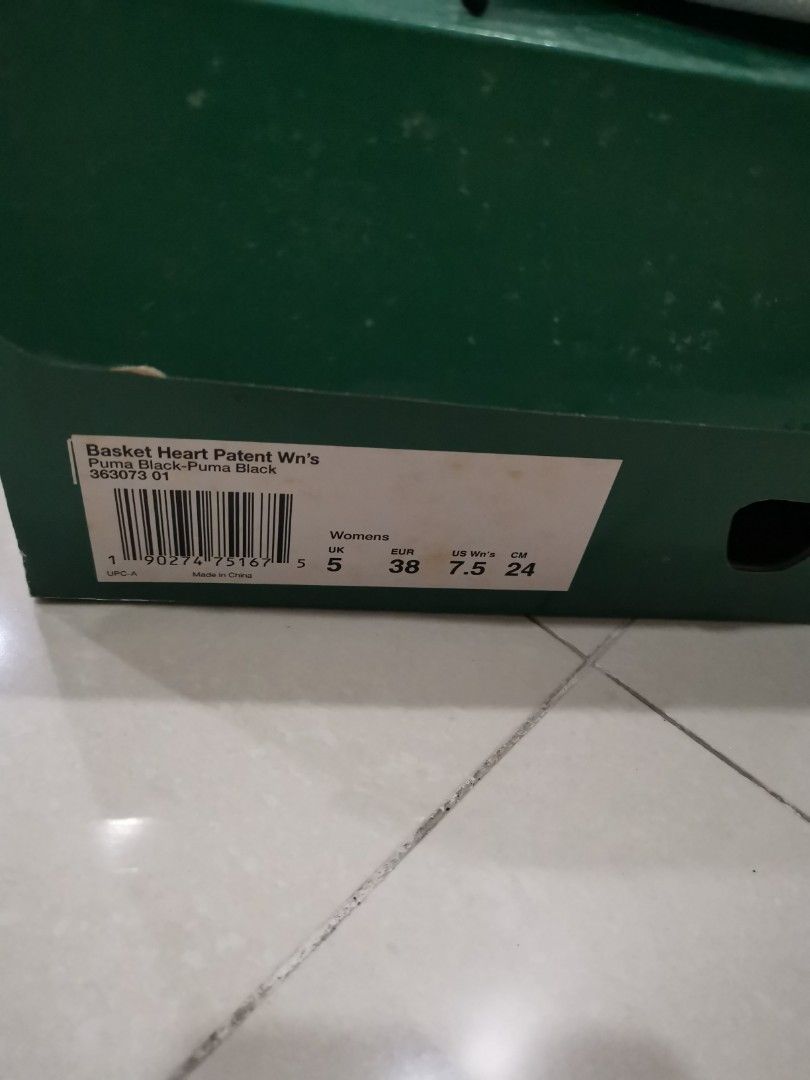 Basket Heart Patent Wn's
Puma Black-Puma Black
363073 01
1 90274 75167 5
UPC-A Made in China
Womens
UK EUR US Wn's CM
5 38 7.5 24